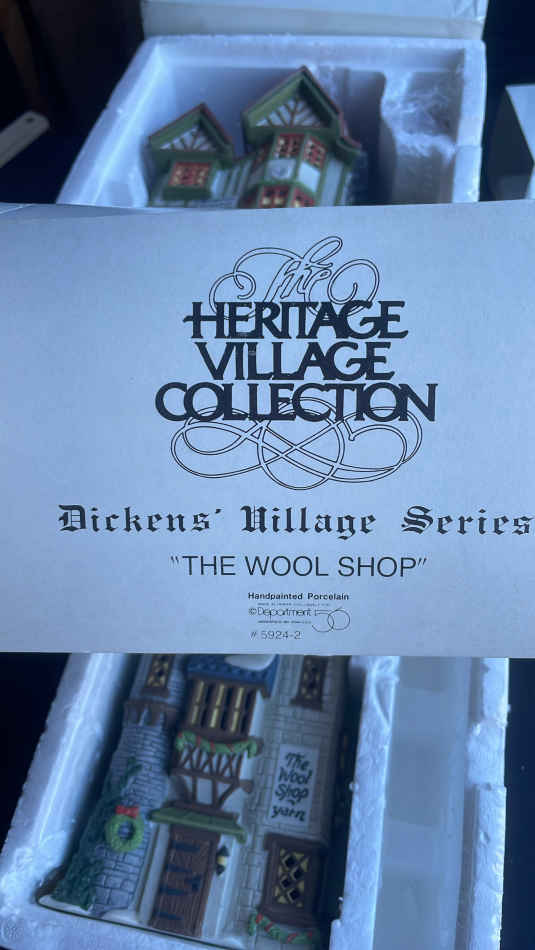 The
HERITAGE
VILLAGE
COLLECTION
Dickens' Village Series
"THE WOOL SHOP"
Handpainted Porcelain
©Department 56
# 5924-2
The
Wool
Shop
yarn